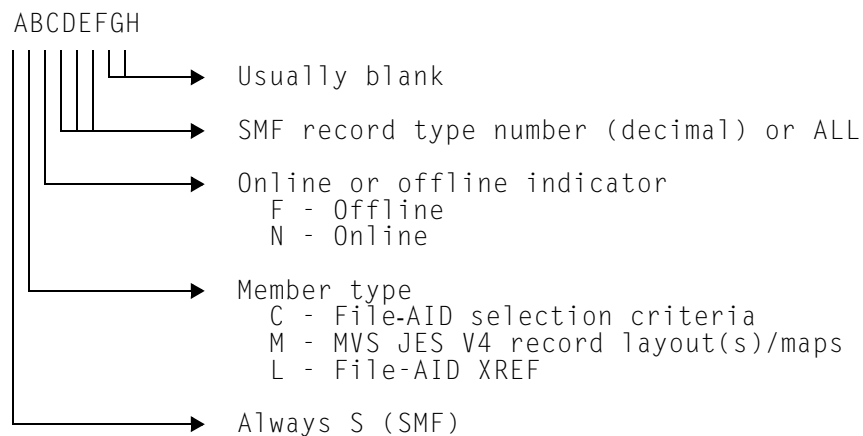 ABCDEFGH
Usually blank
SMF record type number (decimal) or ALL
Online or offline indicator
F - Offline
N - Online
Member type
C - File-AID selection criteria
M - MVS JES V4 record layout(s)/maps
L - File-AID XREF
Always S (SMF)